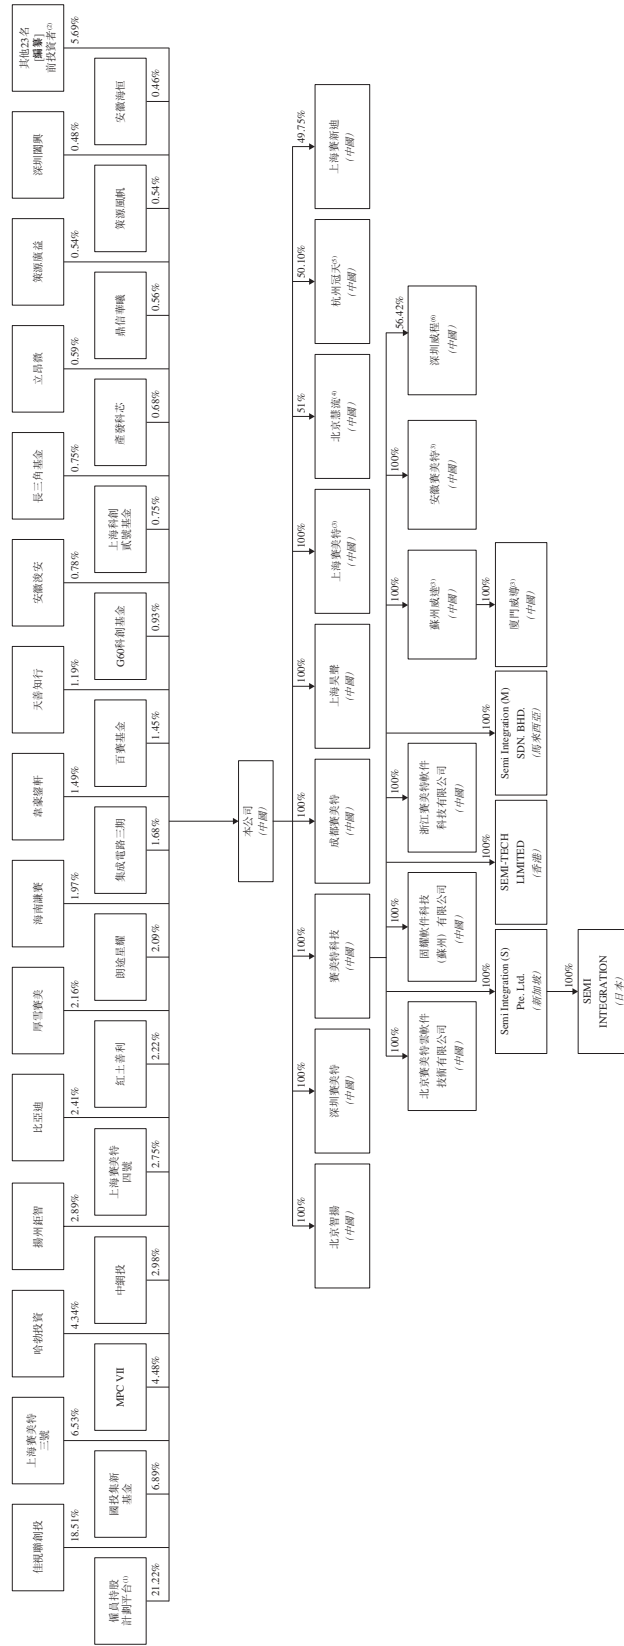 佳視聯創投
上海賽美特
三號
哈勃投資
揚州鉅智
比亞迪
厚雪賽美
海南謙賽
韋豪鋆軒
天善知行
安徽浚安
長三角基金
立昂微
策源廣益
深圳閬興
其他23名
[編纂]
前投資者(2)
18.51%
6.53%
4.34%
2.89%
2.41%
2.16%
1.97%
1.49%
1.19%
0.78%
0.75%
0.59%
0.54%
0.48%
5.69%
僱員持股
計劃平台(1)
國投集新
基金
MPC VII
中網投
上海賽美特
四號
紅土善利
朗途星耀
集成電路三期
百賽基金
G60科創基金
上海科創
貳號基金
產發科芯
鼎信華曦
策源風帆
安徽海恒
21.22%
6.89%
4.48%
2.98%
2.75%
2.22%
2.09%
1.68%
1.45%
0.93%
0.75%
0.68%
0.56%
0.54%
0.46%
本公司
(中國)
100%
100%
100%
100%
100%
100%
51%
50.10%
49.75%
北京智揚
(中國)
深圳賽美特
(中國)
賽美特科技
(中國)
成都賽美特
(中國)
上海昊聲
(中國)
上海賽美特(3)
(中國)
北京慧流(4)
(中國)
杭州冠天(5)
(中國)
上海賽新迪
(中國)
100%
100%
100%
100%
100%
56.42%
北京賽美特雲軟件
技術有限公司
(中國)
固耀軟件科技
(蘇州）有限公司
(中國)
浙江賽美特軟件
科技有限公司
(中國)
蘇州威達(3)
(中國)
安徽賽美特(3)
(中國)
深圳威程(6)
(中國)
100%
100%
100%
100%
Semi Integration (S)
Pte. Ltd.
(新加坡)
SEMI-TECH
LIMITED
(香港)
Semi Integration (M)
SDN. BHD.
(馬來西亞)
廈門威導(3)
(中國)
100%
SEMI
INTEGRATION
(日本)